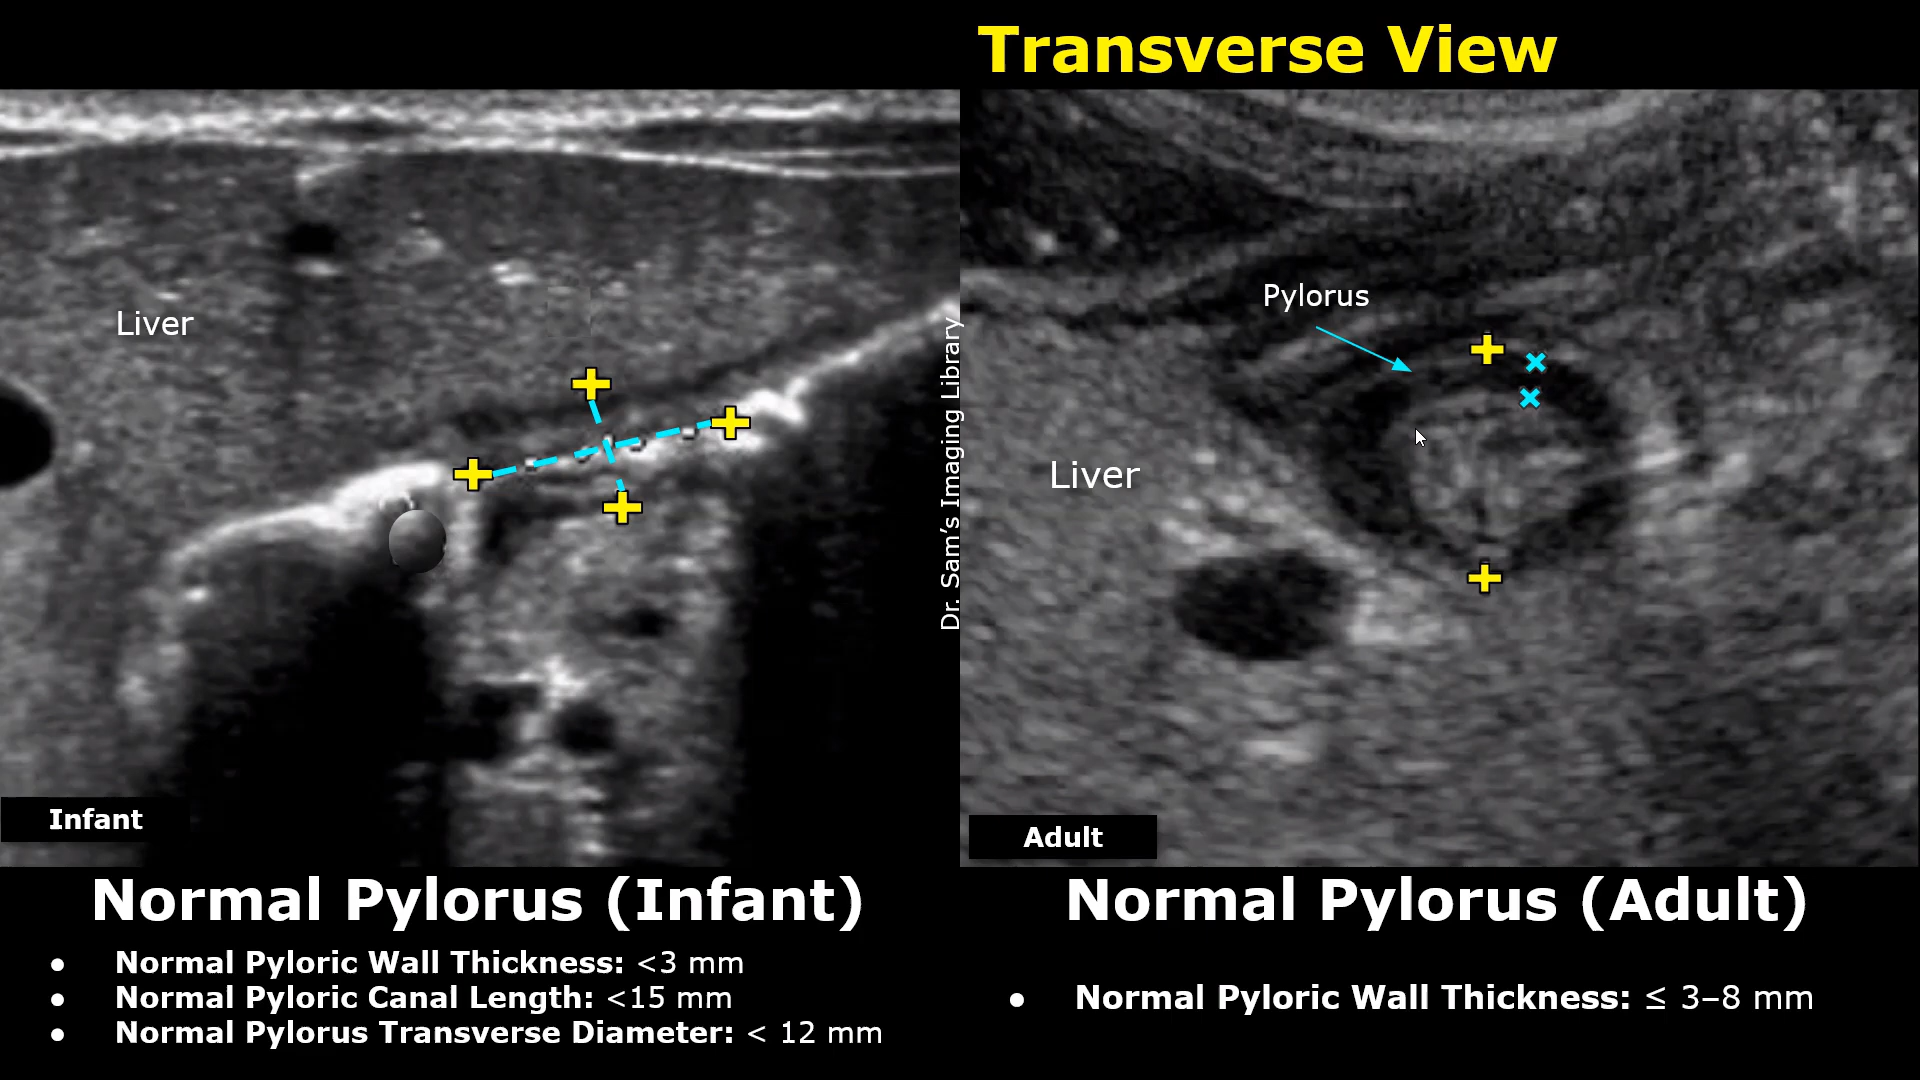 Transverse View
Liver
Infant
Dr. Sam’s Imaging Library
Pylorus
Liver
Adult
Normal Pylorus (Infant)
● Normal Pyloric Wall Thickness: <3 mm
● Normal Pyloric Canal Length: <15 mm
● Normal Pylorus Transverse Diameter: < 12 mm
Normal Pylorus (Adult)
● Normal Pyloric Wall Thickness: ≤ 3–8 mm